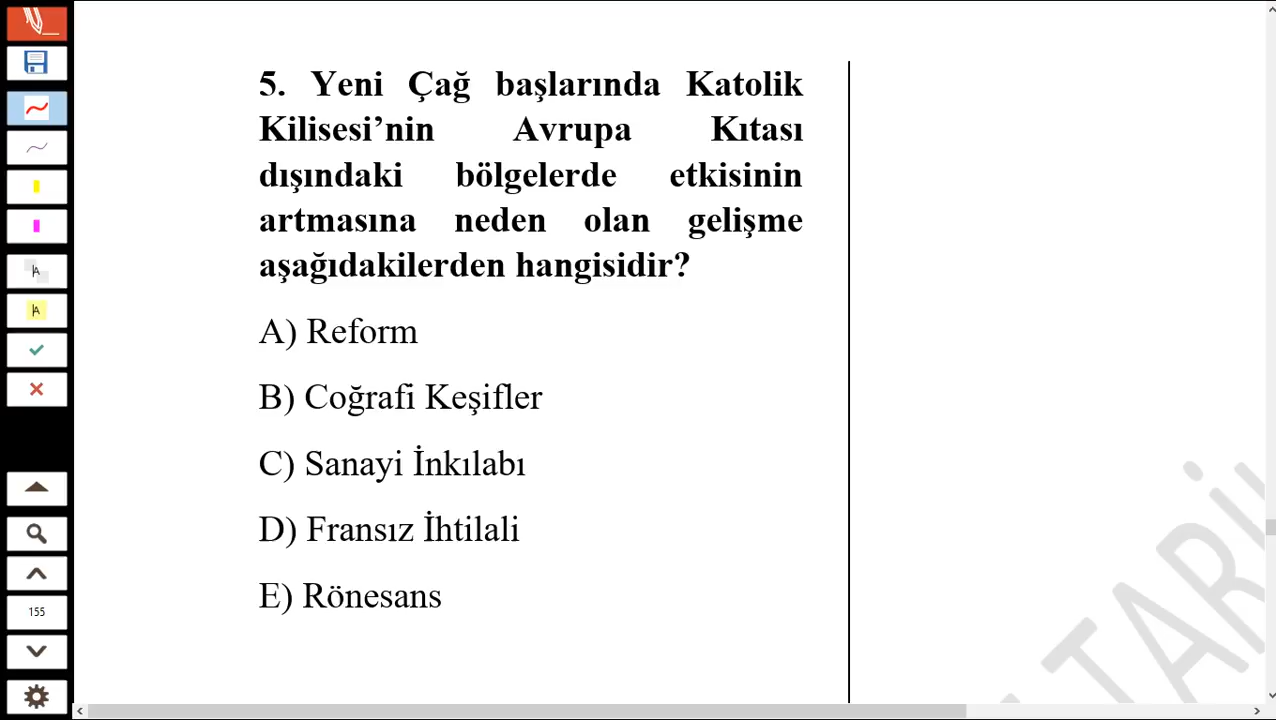 5. Yeni Çağ başlarında Katolik
Kilisesi’nin Avrupa Kıtası
dışındaki bölgelerde etkisinin
artmasına neden olan gelişme
aşağıdakilerden hangisidir?
A) Reform
B) Coğrafi Keşifler
C) Sanayi İnkılabı
D) Fransız İhtilali
E) Rönesans
A
A
155
TARİ